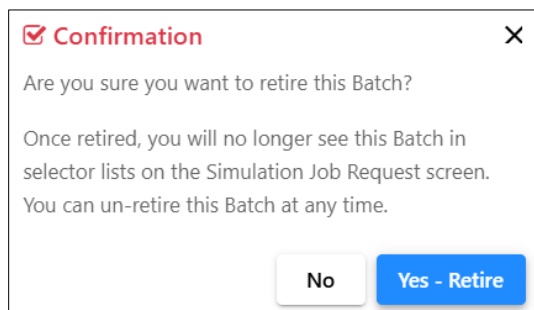 Confirmation
Are you sure you want to retire this Batch?
Once retired, you will no longer see this Batch in
selector lists on the Simulation Job Request screen.
You can un-retire this Batch at any time.
No
Yes - Retire